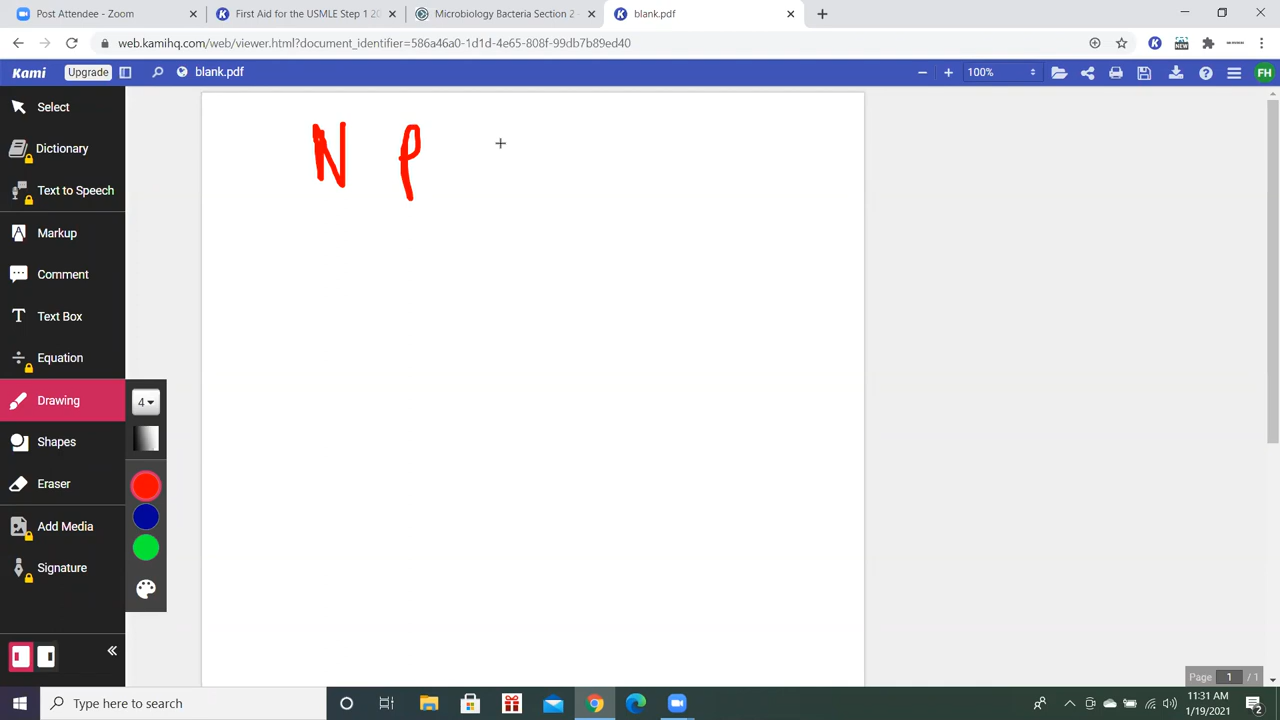 Post Attendee - Zoom
First Aid for the USMLE Step 1 20
Microbiology Bacteria Section 2 -
blank.pdf
web.kamihq.com/web/viewer.html?document_identifier=586a46a0-1d1d-4e65-808f-99db7b89ed40
NEW
Kami
Upgrade
blank.pdf
100%
FH
Select
Dictionary
Text to Speech
Markup
Comment
T Text Box
Equation
Drawing
4
Shapes
Eraser
Add Media
Signature
N P
Page 1 / 1
Type here to search
11:31 AM
1/19/2021
2